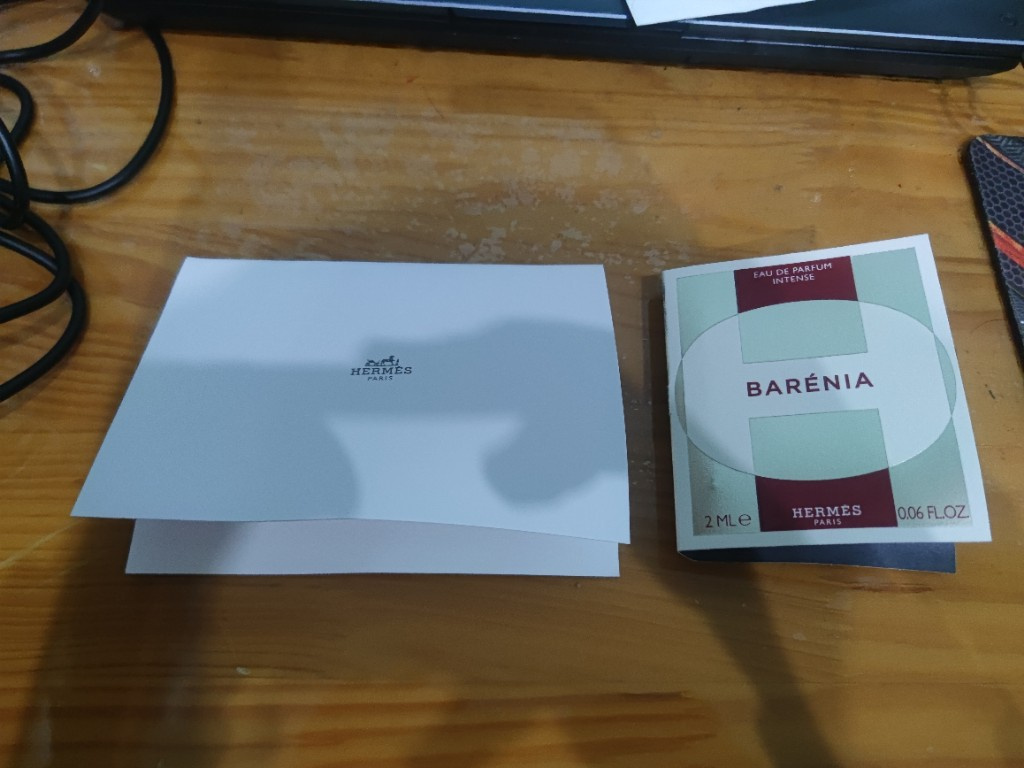 HERMÈS
PARIS
EAU DE PARFUM
INTENSE
BARÉNIA
HERMÈS
PARIS
2 ML e
0.06 FL.OZ.